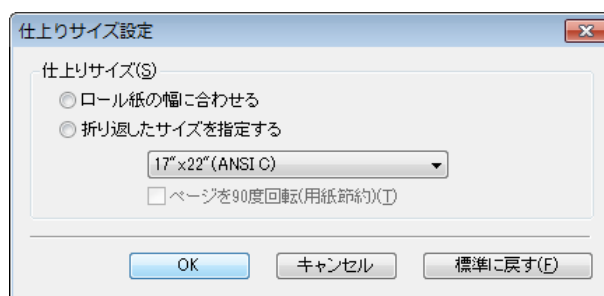 仕上りサイズ設定
仕上りサイズ(S)
ロール紙の幅に合わせる
折り返したサイズを指定する
17"x22"(ANSI C)
ページを90度回転(用紙節約)(T)
OK キャンセル 標準に戻す(F)